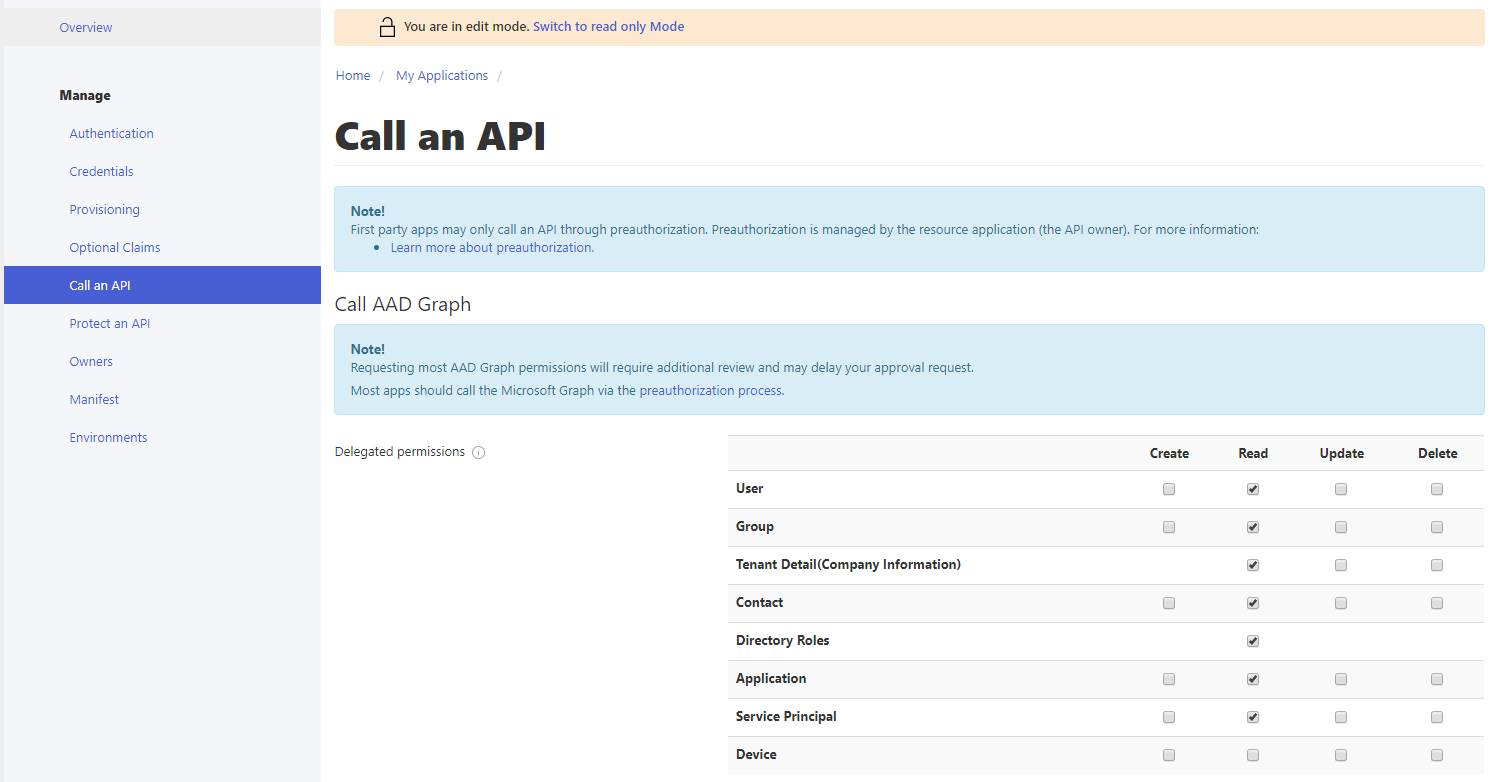 Overview
Manage
Authentication
Credentials
Provisioning
Optional Claims
Call an API
Protect an API
Owners
Manifest
Environments
You are in edit mode. Switch to read only Mode
Home / My Applications /
Call an API
Note!
First party apps may only call an API through preauthorization. Preauthorization is managed by the resource application (the API owner). For more information:
• Learn more about preauthorization.
Call AAD Graph
Note!
Requesting most AAD Graph permissions will require additional review and may delay your approval request.
Most apps should call the Microsoft Graph via the preauthorization process.
Delegated permissions
Create Read Update Delete
User
Group
Tenant Detail(Company Information)
Contact
Directory Roles
Application
Service Principal
Device